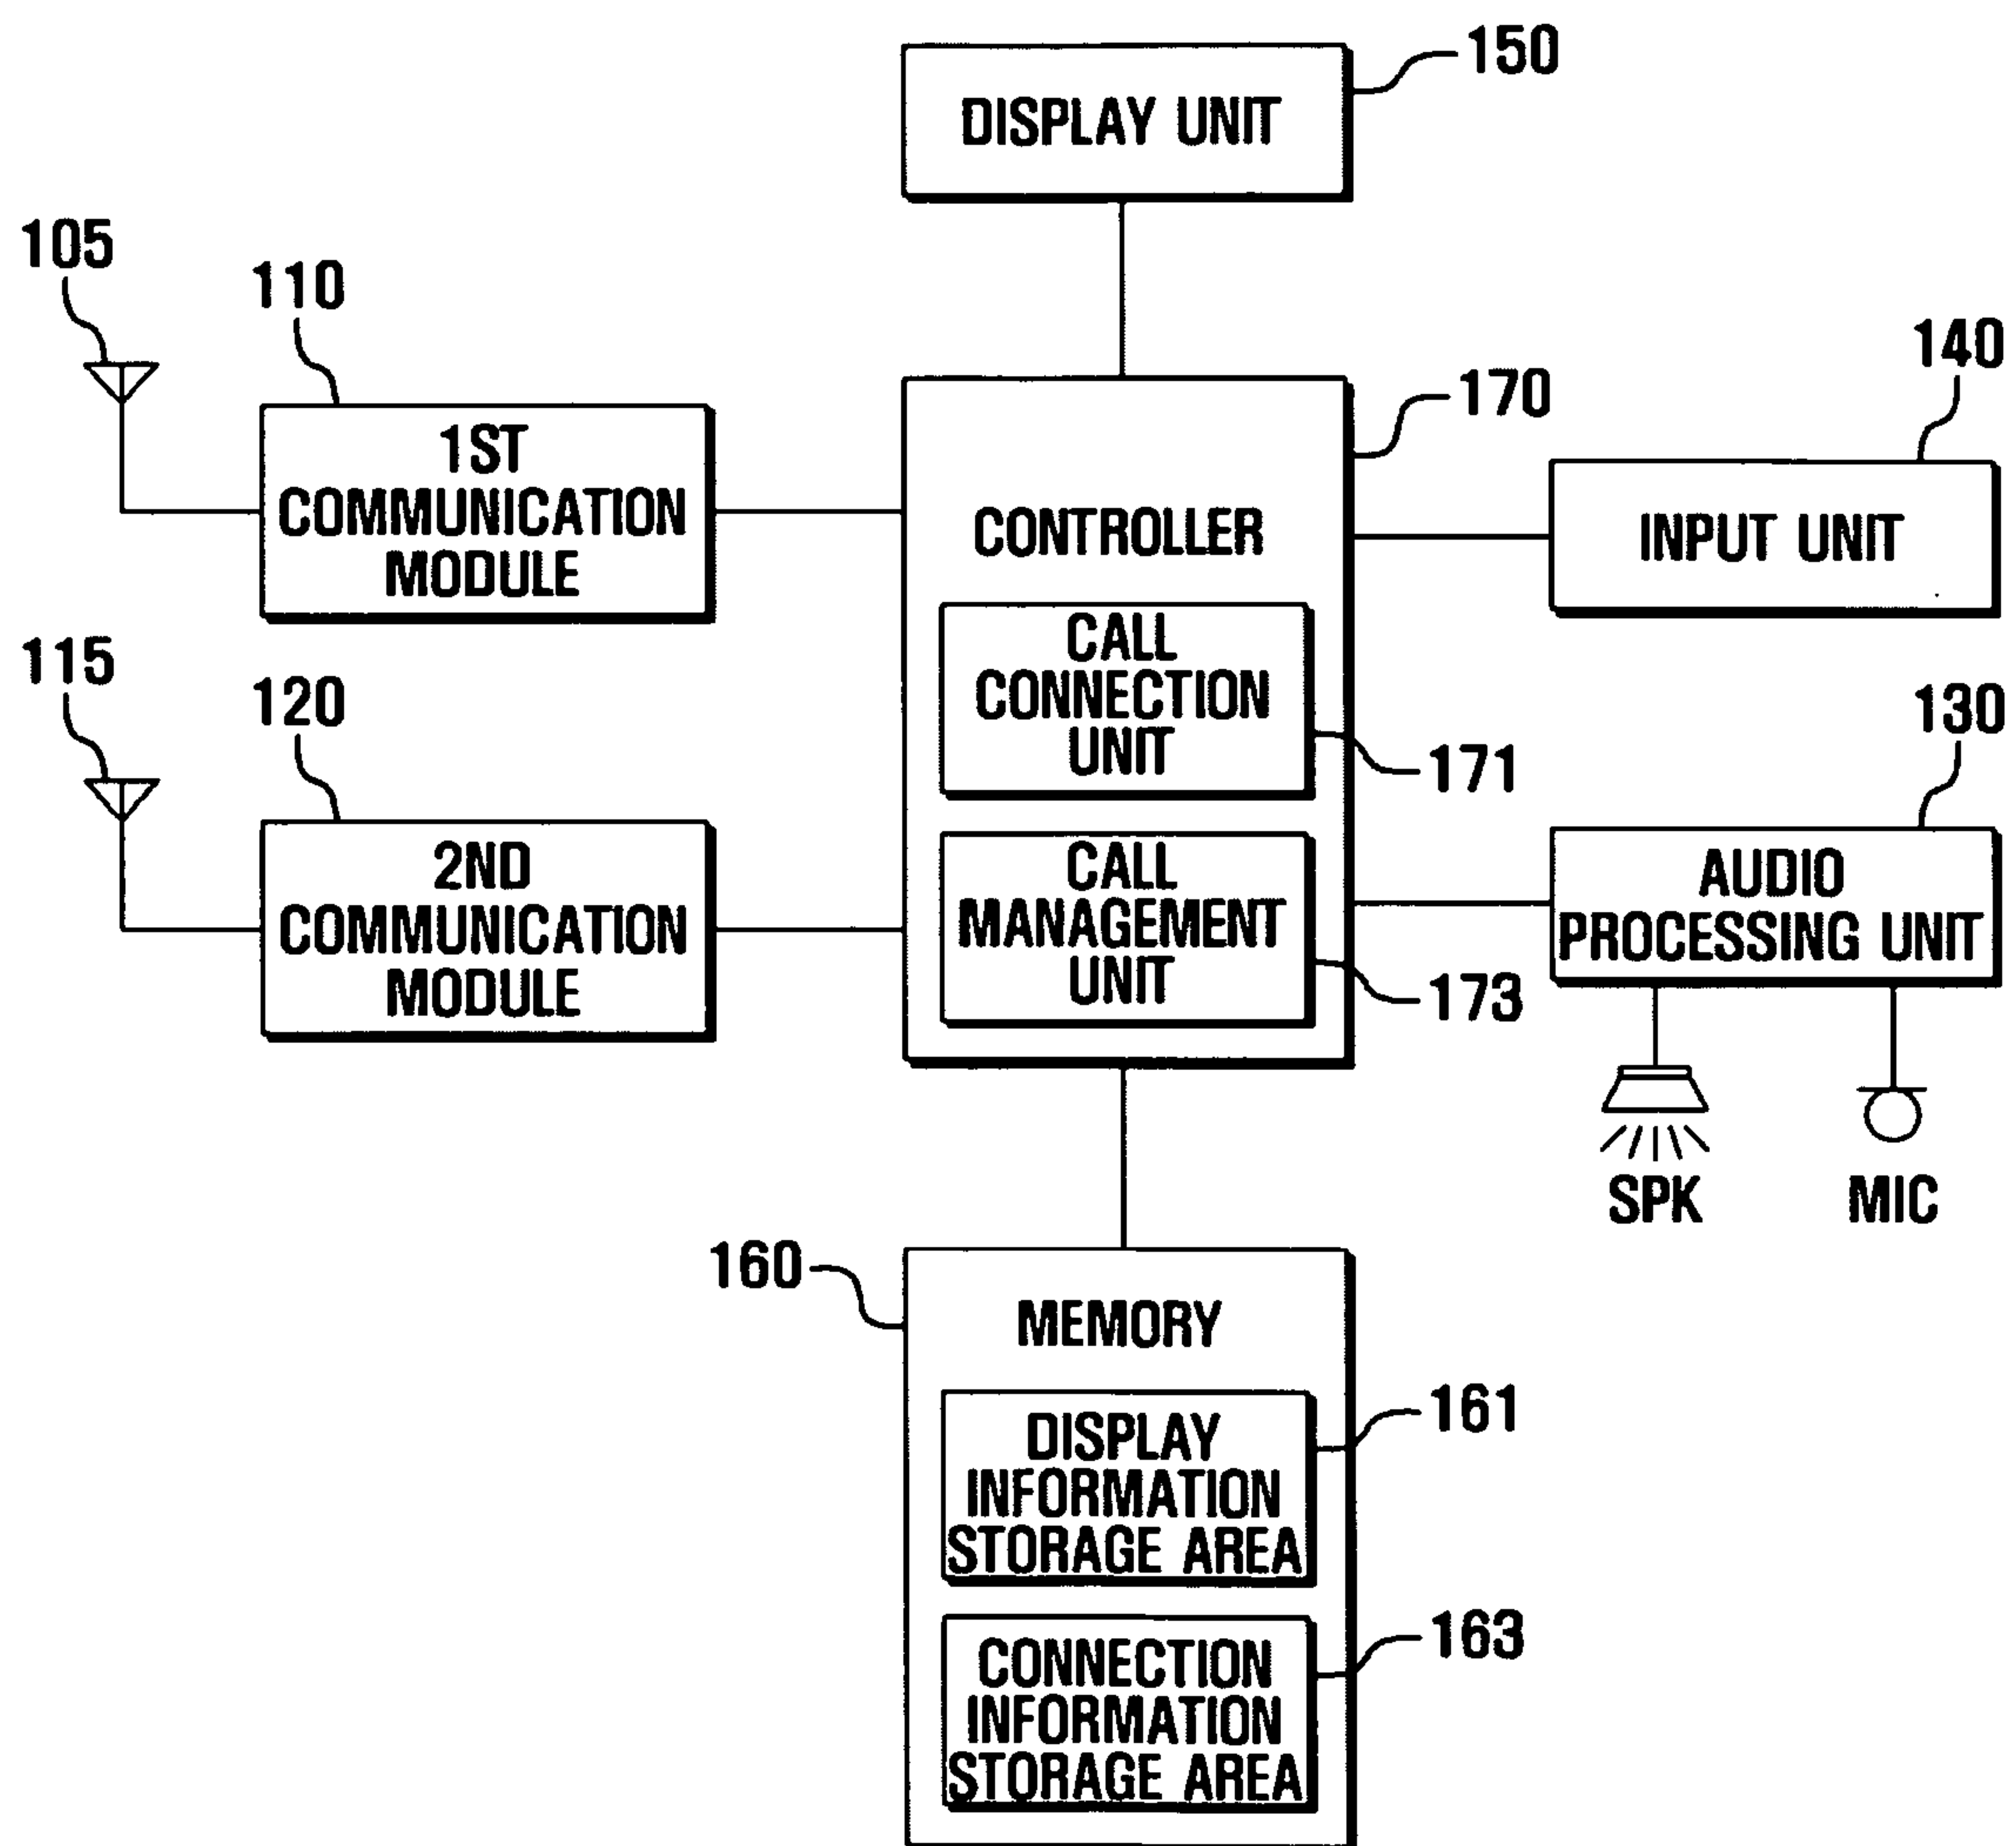 150
DISPLAY UNIT
105
110
1ST
COMMUNICATION
MODULE
170
CONTROLLER
140
INPUT UNIT
CALL
CONNECTION
UNIT
171
115
120
2ND
COMMUNICATION
MODULE
CALL
MANAGEMENT
UNIT
173
130
AUDIO
PROCESSING UNIT
SPK
MIC
160
MEMORY
161
DISPLAY
INFORMATION
STORAGE AREA
163
CONNECTION
INFORMATION
STORAGE AREA